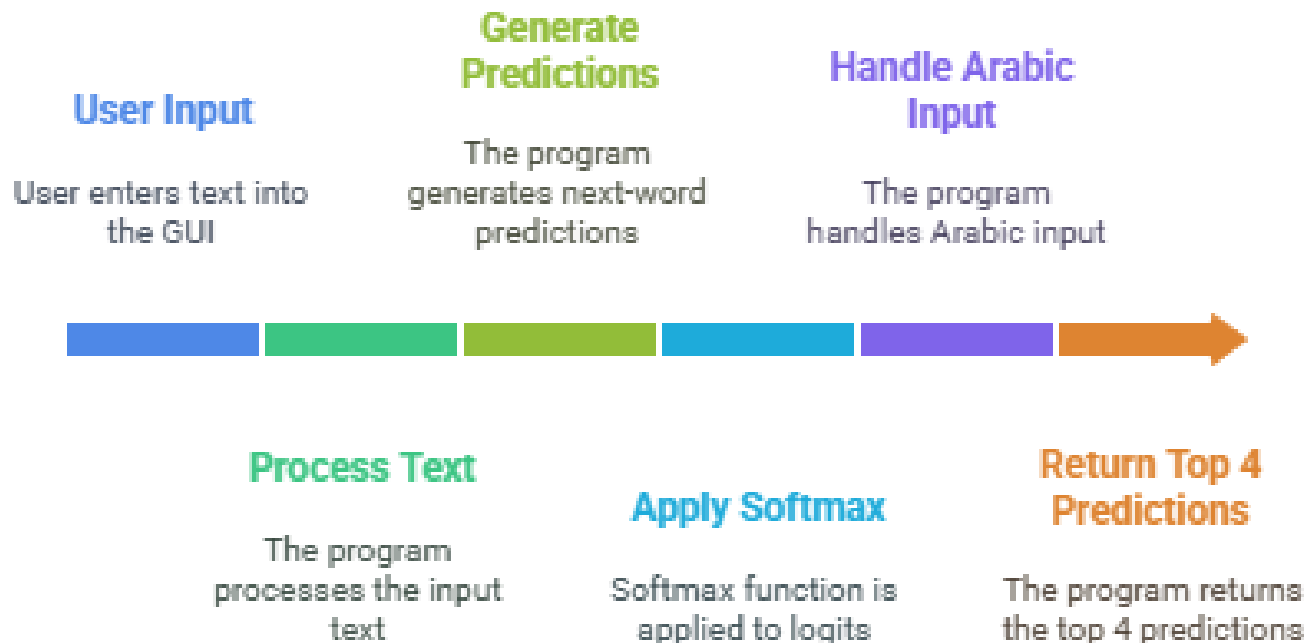 User Input
User enters text into
the GUI
Process Text
The program
processes the input
text
Generate
Predictions
The program
generates next-word
predictions
Apply Softmax
Softmax function is
applied to logits
Handle Arabic
Input
The program
handles Arabic input
Return Top 4
Predictions
The program returns
the top 4 predictions